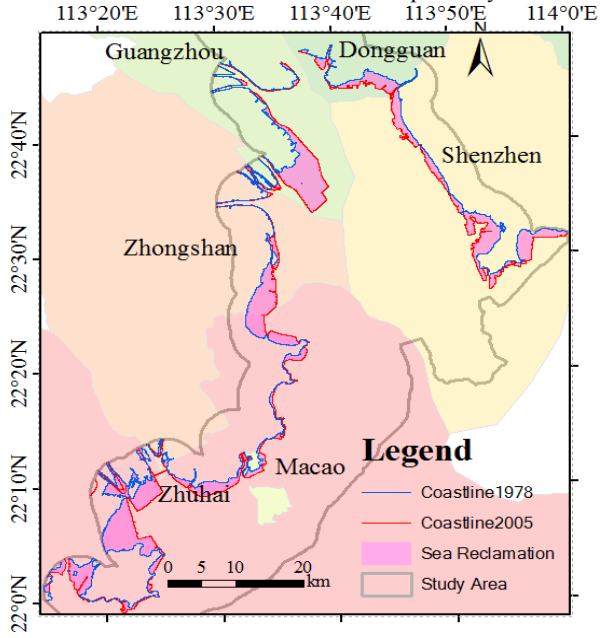 113°20'E 113°30'E 113°40'E 113°50'E 114°0'E
N
Guangzhou
Dongguan
22°40'N
Shenzhen
22°30'N
Zhongshan
22°20'N
Legend
Macao
22°10'N
Zhuhai
Coastline1978
Coastline2005
Sea Reclamation
Study Area
0 5 10 20
km
22°0'N